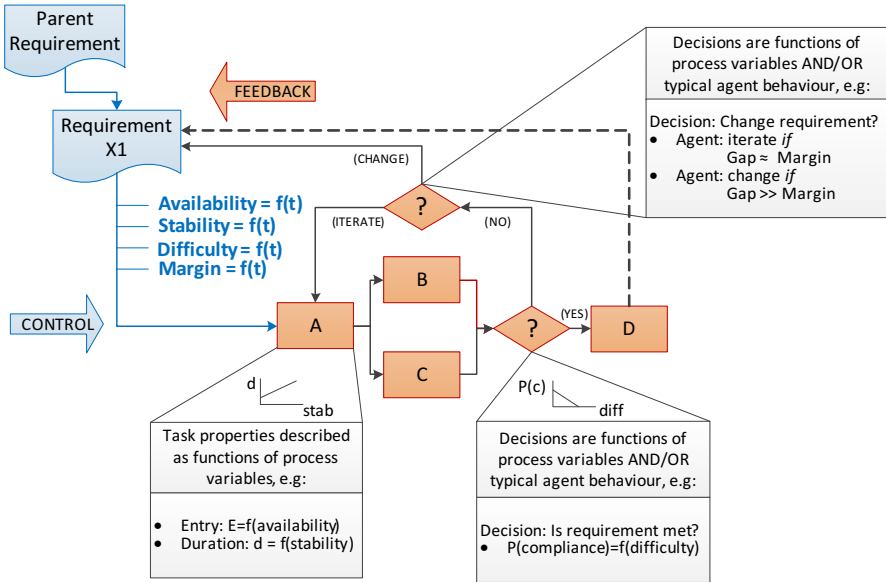 Parent
Requirement
FEEDBACK
Requirement
X1
(CHANGE)
Decisions are functions of
process variables AND/OR
typical agent behaviour, e.g:
Decision: Change requirement?
• Agent: iterate if
Gap ≈ Margin
• Agent: change if
Gap >> Margin
Availability = f(t)
Stability = f(t)
Difficulty = f(t)
Margin = f(t)
?
(ITERATE)
(NO)
CONTROL
A
B
C
?
(YES)
D
d
stab
P(c)
diff
Task properties described
as functions of process
variables, e.g:
• Entry: E=f(availability)
• Duration: d = f(stability)
Decisions are functions of
process variables AND/OR
typical agent behaviour, e.g:
Decision: Is requirement met?
• P(compliance)=f(difficulty)